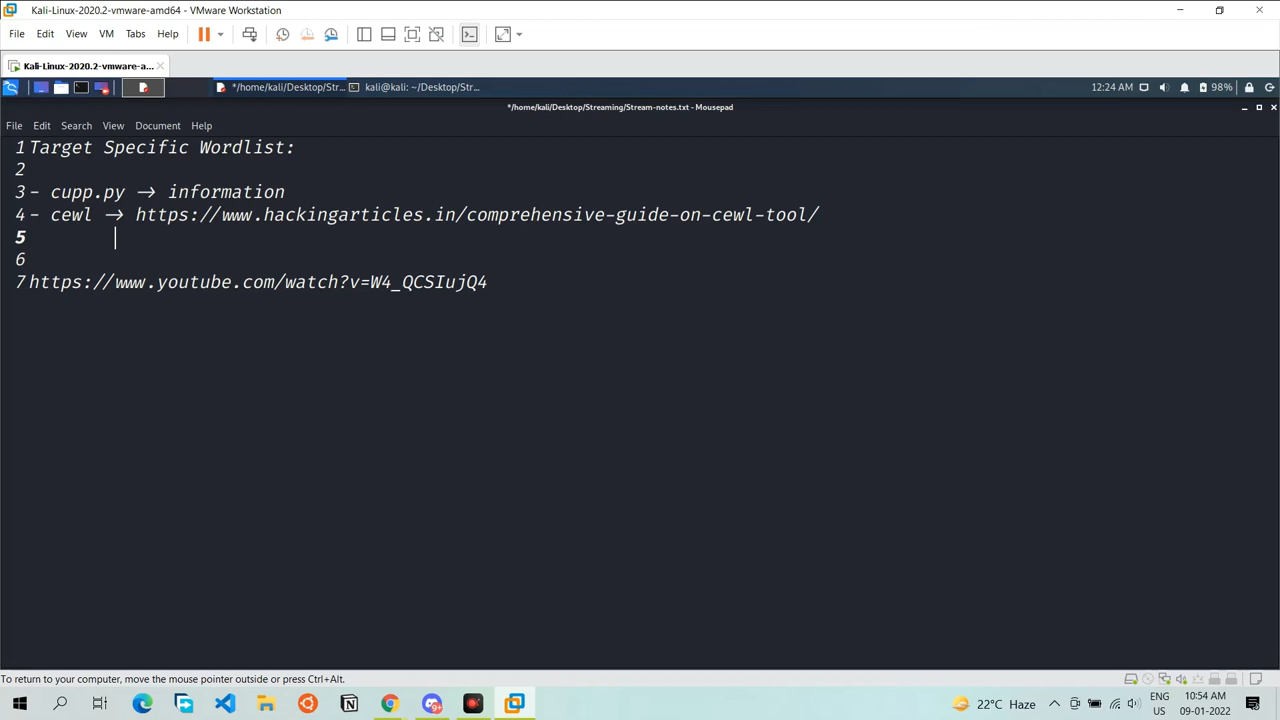 Kali-Linux-2020.2-vmware-amd64 - VMware Workstation
File Edit View VM Tabs Help
Kali-Linux-2020.2-vmware-a...
*/home/kali/Desktop/Str... kali@kali: ~/Desktop/Str... 12:24 AM 98%
*/home/kali/Desktop/Streaming/Stream-notes.txt - Mousepad
File Edit Search View Document Help
1 Target Specific Wordlist:
2
3 - cupp.py -> information
4 - cewl -> https://www.hackingarticles.in/comprehensive-guide-on-cewl-tool/
5
6
7 https://www.youtube.com/watch?v=W4_QCSIujQ4
To return to your computer, move the mouse pointer outside or press Ctrl+Alt.
9+ 22°C Haze ENG US 10:54 AM 09-01-2022